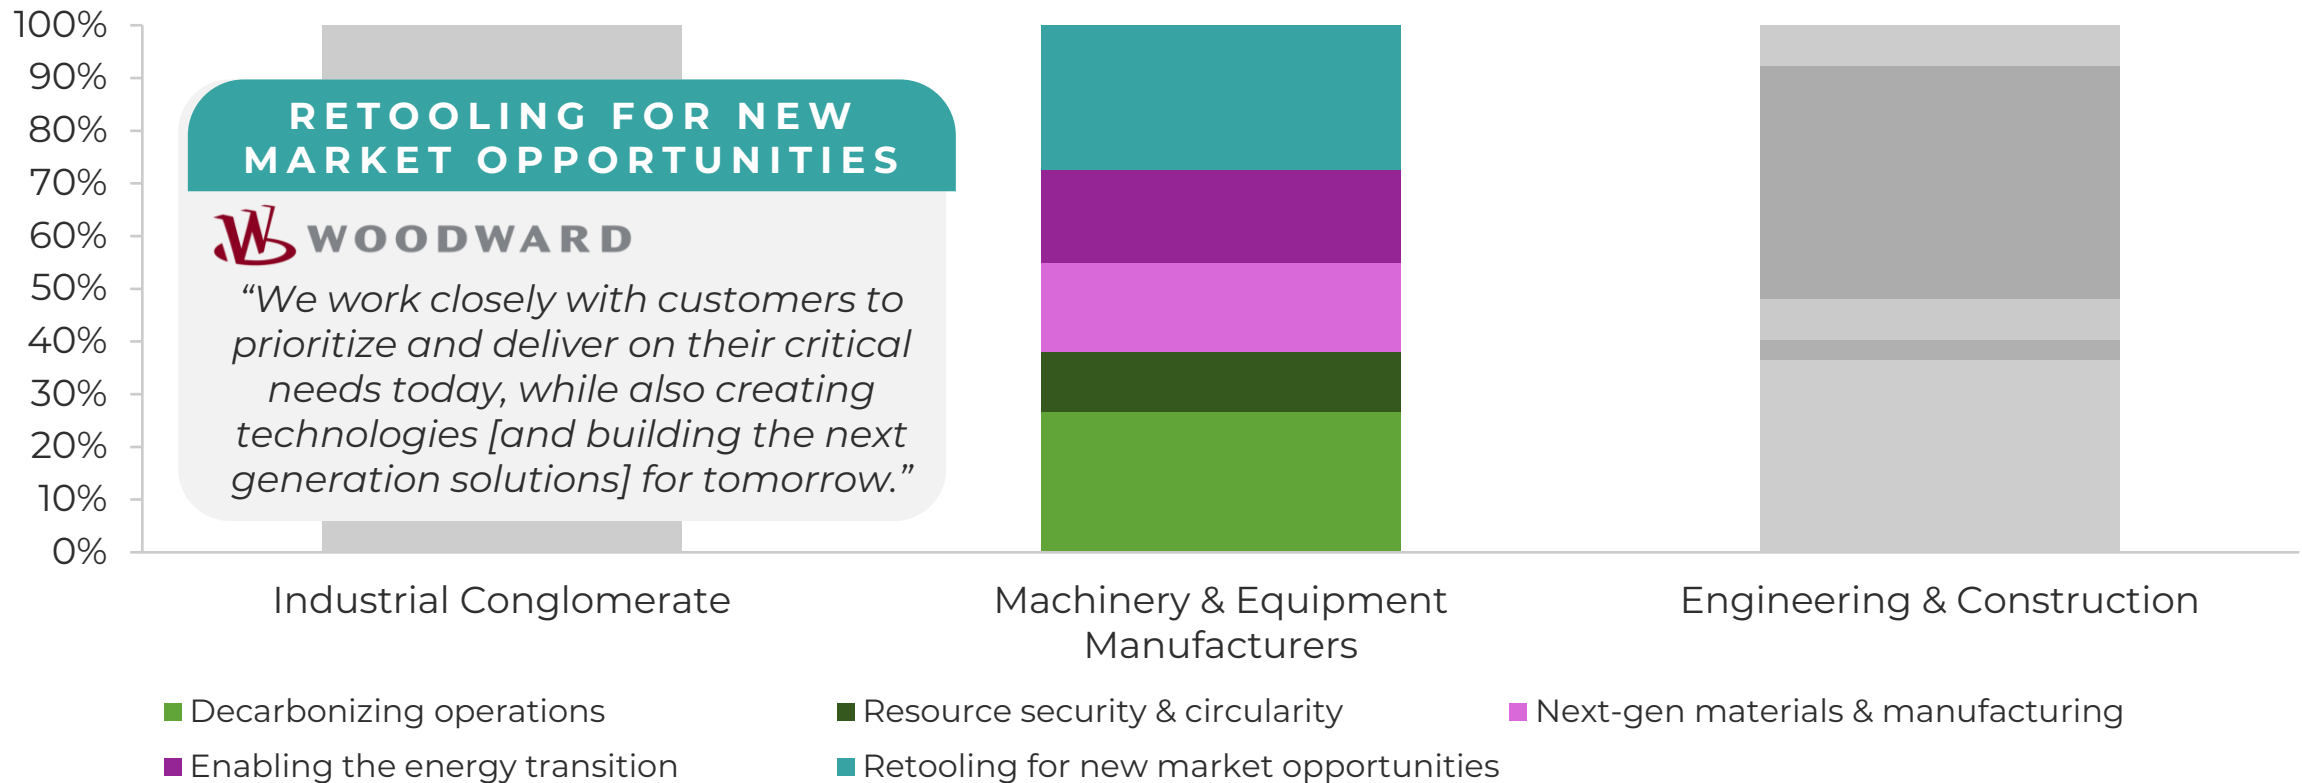 100%
90%
80%
70%
60%
50%
40%
30%
20%
10%
0%
RETOOLING FOR NEW
MARKET OPPORTUNITIES
WOODWARD
“We work closely with customers to
prioritize and deliver on their critical
needs today, while also creating
technologies [and building the next
generation solutions] for tomorrow.”
Industrial Conglomerate
Machinery & Equipment
Manufacturers
Engineering & Construction
Decarbonizing operations
Resource security & circularity
Next-gen materials & manufacturing
Enabling the energy transition
Retooling for new market opportunities